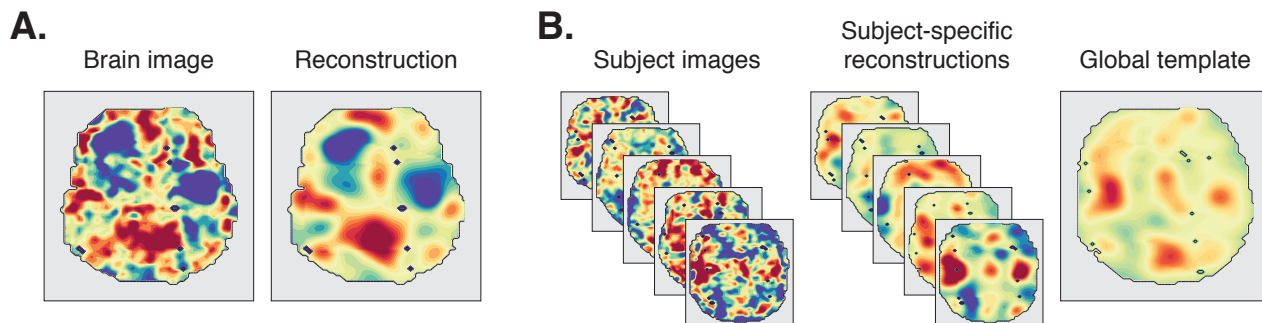 A.
Brain image
Reconstruction
B.
Subject images
Subject-specific
reconstructions
Global template